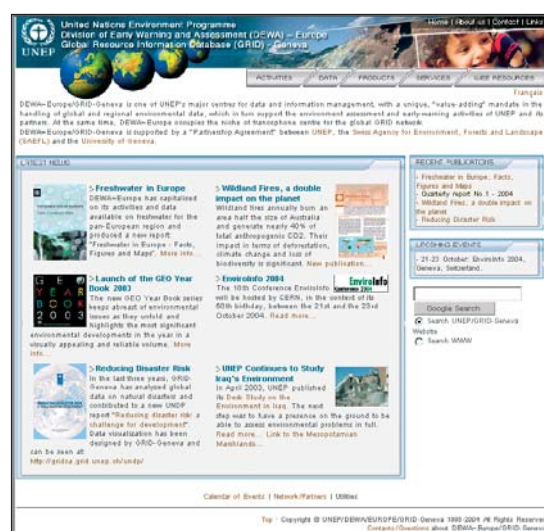 United Nations Environment Programme
Division of Early Warning and Assessment (DEWA) – Europe
Global Resource Information Database (GRID) - Geneva
Home | About us | Contact | Links
UNEP
ACTIVITIES
DATA
PRODUCTS
SERVICES
WEB RESOURCES
Français
DEWA~Europe/GRID-Geneva is one of UNEP's major centres for data and information management, with a unique, "value-adding" mandate in the
handling of global and regional environmental data, which in turn support the environment assessment and early-warning activities of UNEP and its
partners. At the same time, DEWA~Europe occupies the niche of francophone centre for the global GRID network.
DEWA~Europe/GRID-Geneva is supported by a "Partnership Agreement" between UNEP, the Swiss Agency for Environment, Forests and Landscape
(SAEFL) and the University of Geneva.
LATEST NEWS
Freshwater in Europe
DEWA~Europe has capitalized
on its activities and data
available on freshwater for the
pan-European region and
produced a new report:
"Freshwater in Europe - Facts,
Figures and Maps". More info...
Wildland Fires, a double
impact on the planet
Wildland fires annually burn an
area half the size of Australia
and generate nearly 40% of
total anthropogenic CO2. Their
impact in terms of deforestation,
climate change and loss of
biodiversity is significant. New publication...
Launch of the GEO Year
Book 2003
The new GEO Year Book series
keeps abreast of environmental
issues as they unfold and
highlights the most significant
environmental developments in the year in a
visually appealing and reliable volume. More
info...
GEO
YEAR
BOOK
2003
EnviroInfo 2004
The 18th Conference EnviroInfo
will be hosted by CERN, in the context of its
50th birthday, between the 21st and the 23rd
October 2004. Read more...
EnviroInfo
Conference 2004
Reducing Disaster Risk
In the last three years, GRID-
Geneva has analysed global
data on natural disasters and
contributed to a new UNDP
report "Reducing disaster risk: a
challenge for development".
Data visualization has been
designed by GRID-Geneva and
can be seen at:
http://gridca.grid.unep.ch/undp/
UNEP Continues to Study
Iraq's Environment
In April 2003, UNEP published
its Desk Study on the
Environment in Iraq. The next
step was to have a presence on the ground to be
able to assess environmental problems in full.
Read more... Link to the Mesopotamian
Marshlands...
RECENT PUBLICATIONS
- Freshwater in Europe, Facts,
Figures and Maps
- Quarterly report No.1 - 2004
- Wildland Fires, a double impact on
the planet
- Reducing Disaster Risk
UPCOMING EVENTS
- 21-23 October: EnviroInfo 2004,
Geneva, Switzerland.
Google Search
Search UNEP/GRID-Geneva
Website
Search WWW
Calendar of Events | Network/Partners | Utilities
Top - Copyright © UNEP/DEWA/EUROPE/GRID-Geneva 1998-2004 All Rights Reserved
Contacts/Questions about DEWA~Europe/GRID-Geneva